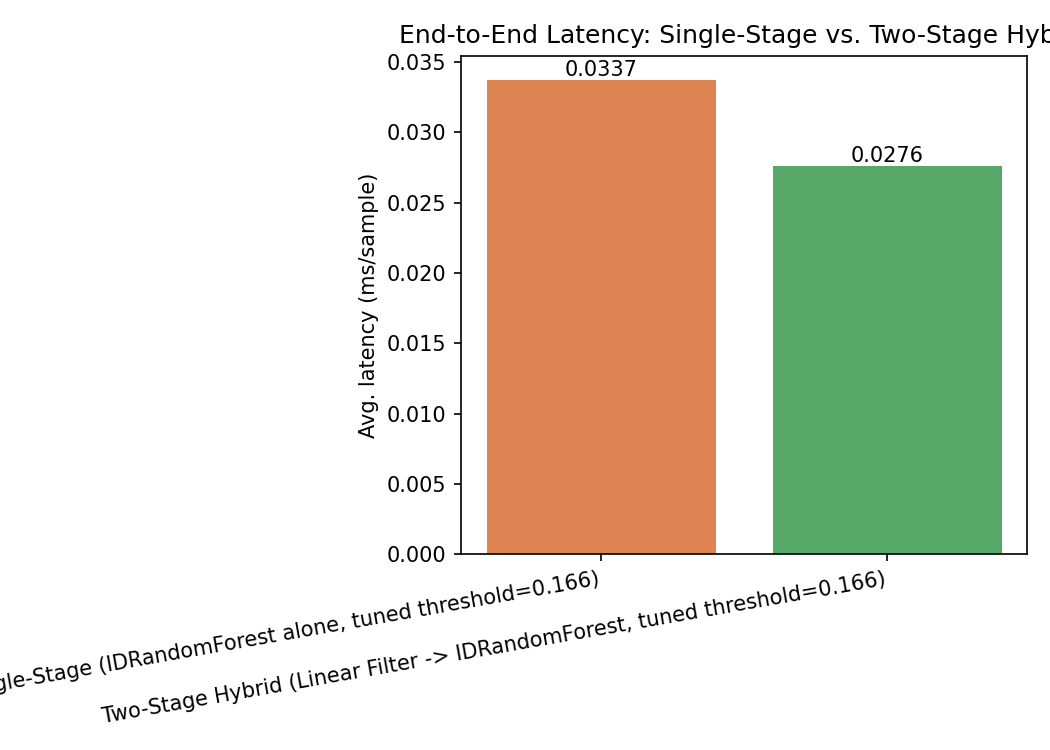 End-to-End Latency: Single-Stage vs. Two-Stage Hyb
0.035
0.030
0.025
0.020
0.015
0.010
0.005
0.000
Avg. latency (ms/sample)
0.0337
0.0276
gle-Stage (IDRandomForest alone, tuned threshold=0.166)
Two-Stage Hybrid (Linear Filter -> IDRandomForest, tuned threshold=0.166)